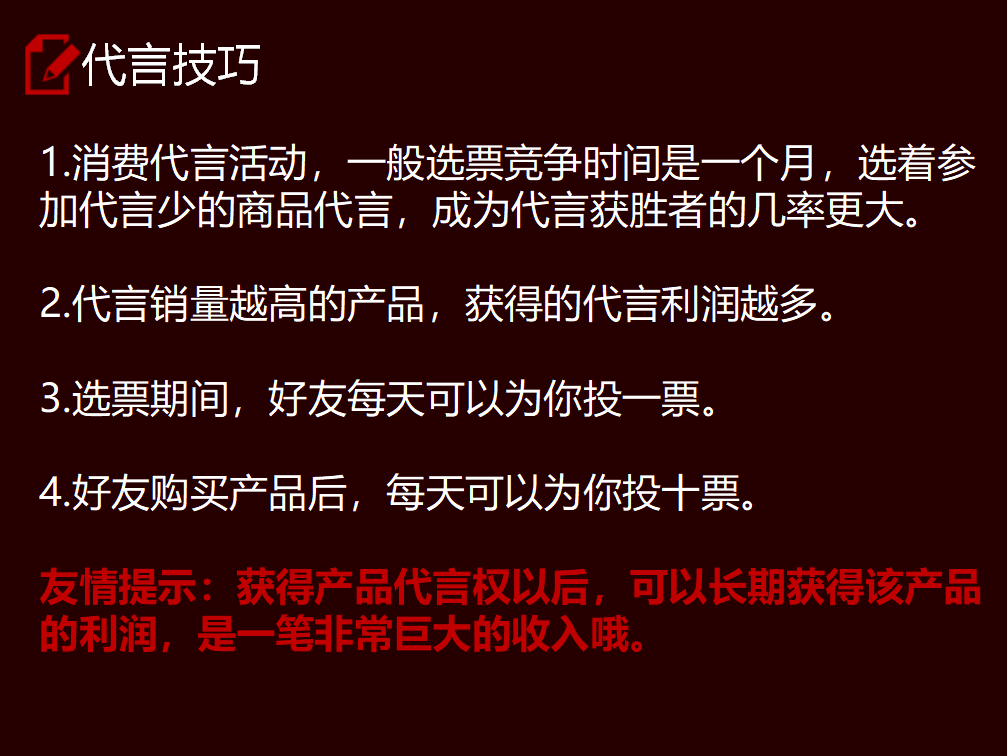 代言技巧
1.消费代言活动，一般选票竞争时间是一个月，选着参
加代言少的商品代言，成为代言获胜者的几率更大。
2.代言销量越高的产品，获得的代言利润越多。
3.选票期间，好友每天可以为你投一票。
4.好友购买产品后，每天可以为你投十票。
友情提示：获得产品代言权以后，可以长期获得该产品
的利润，是一笔非常巨大的收入哦。